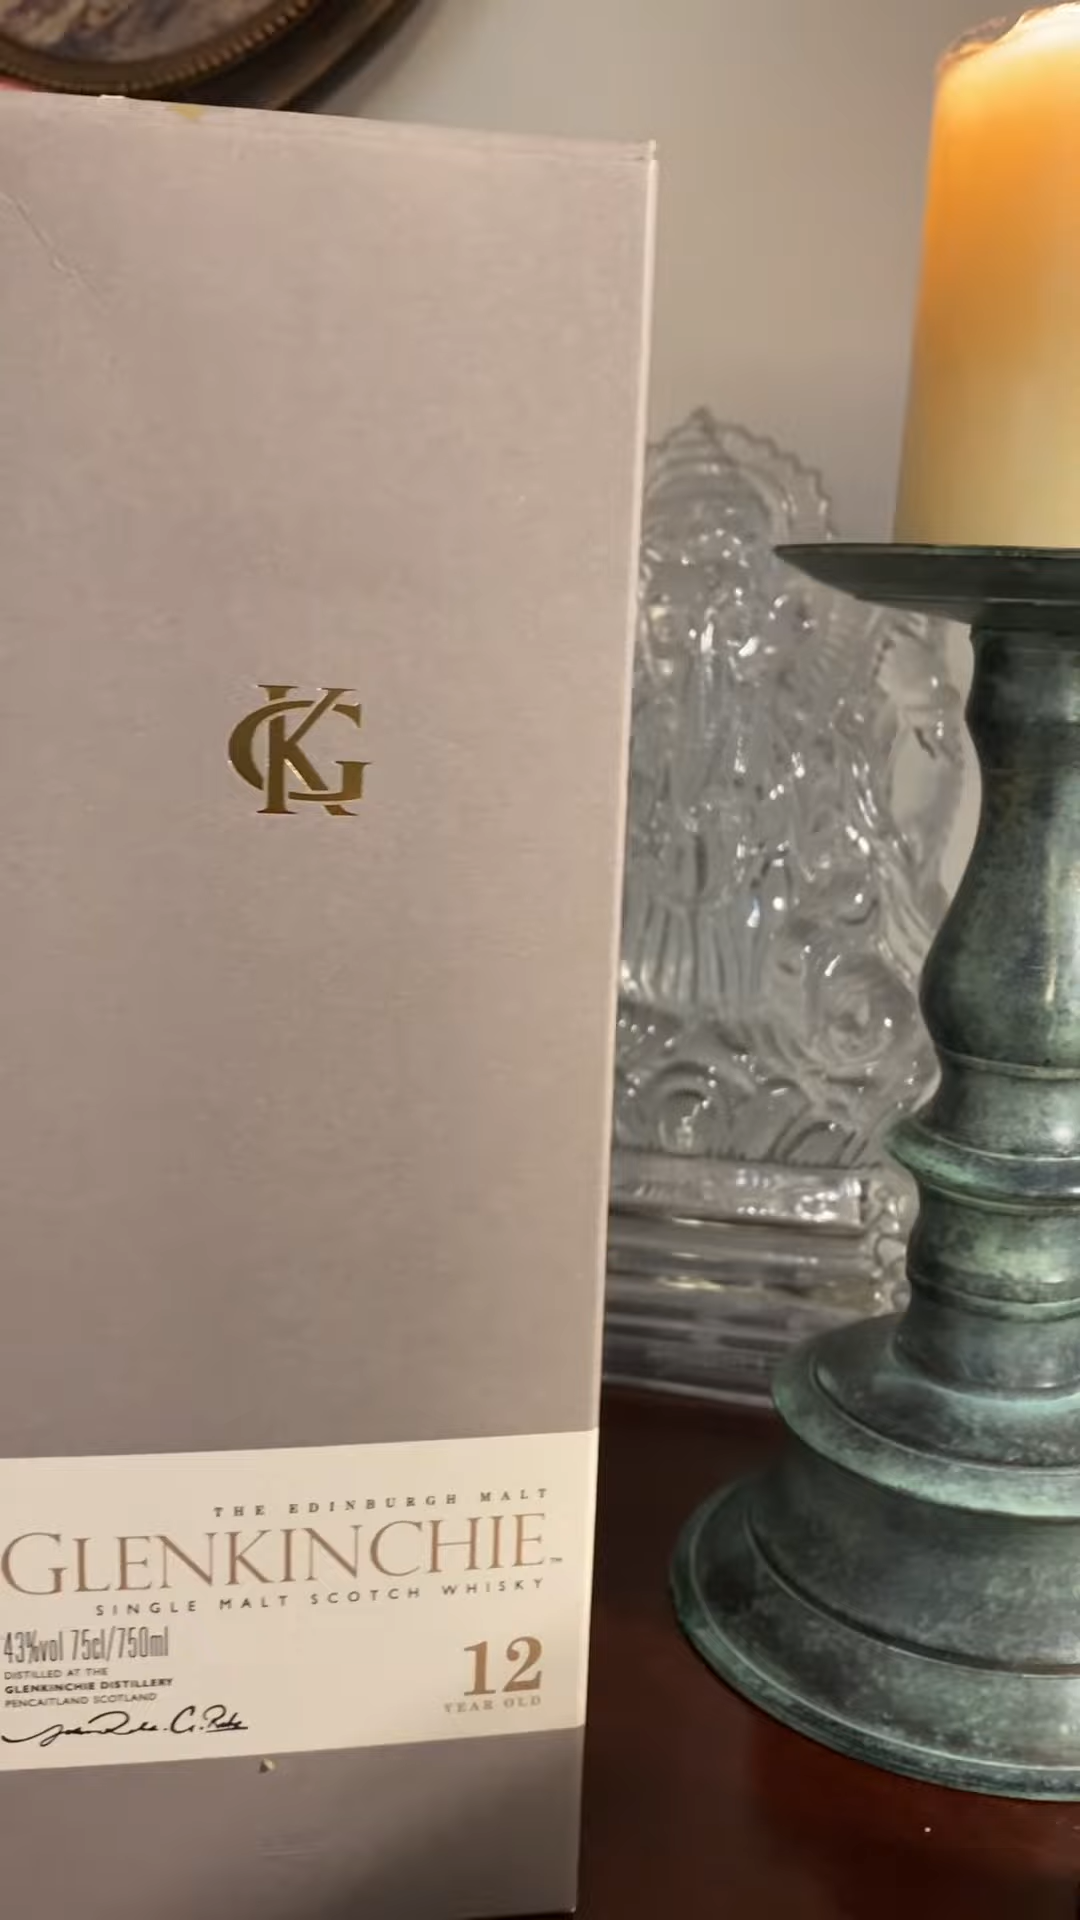 GK
THE EDINBURGH MALT
GLENKINCHIE™
SINGLE MALT SCOTCH WHISKY
43%vol 75cl/750ml
DISTILLED AT THE
GLENKINCHIE DISTILLERY
PENCAITLAND SCOTLAND
12
YEAR OLD